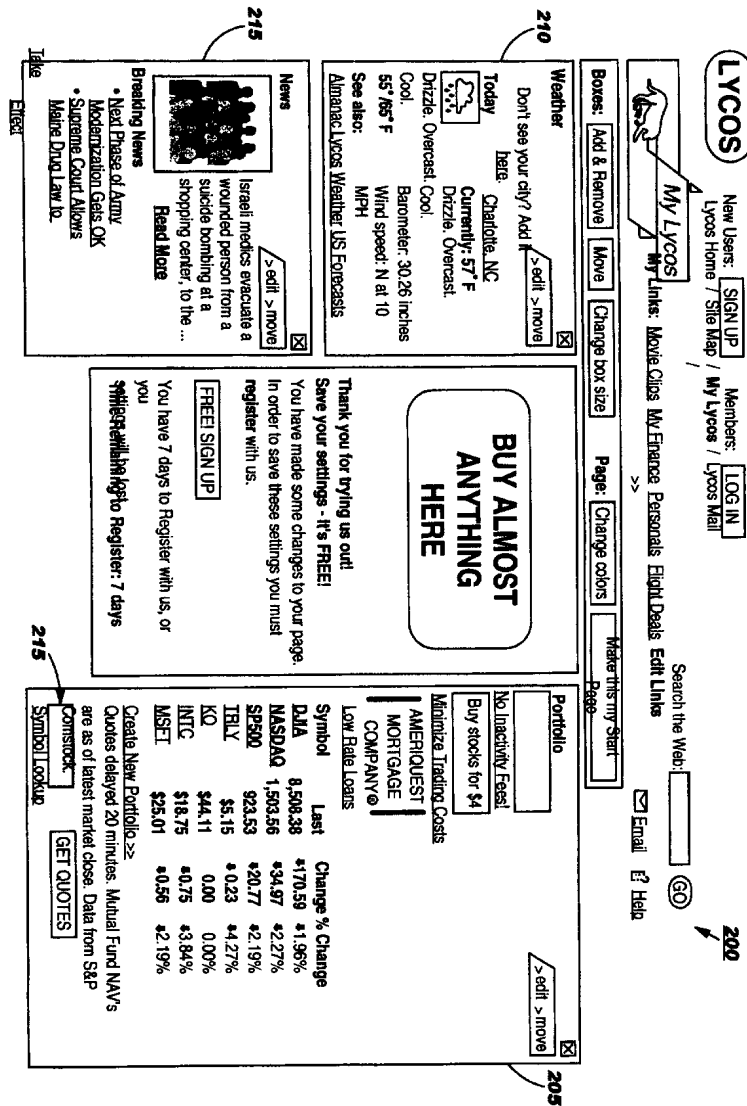 200
LYCOS
New Users: SIGN UP Members: LOG IN
Lycos Home / Site Map / My Lycos / Lycos Mail
/
Search the Web: GO
Email Help
My Lycos
My Links: Movie Clips My Finance Personals Flight Deals Edit Links
>>
Boxes: Add & Remove Move Change box size Page: Change colors Make this my Start
Page
210
Weather
> edit > move
Don't see your city? Add it
here.
Today
Drizzle. Overcast.
Cool.
55° /65° F
Charlotte, NC
Currently: 57° F
Drizzle. Overcast.
Cool.
Barometer: 30.26 inches
Wind speed: N at 10
MPH
See also:
Almanac Lycos Weather US Forecasts
215
News
> edit > move
Israeli medics evacuate a
wounded person from a
suicide bombing at a
shopping center, to the ...
Read More
Breaking News
• Next Phase of Army
Modernization Gets OK
• Supreme Court Allows
Maine Drug Law to
Take
Effect
BUY ALMOST
ANYTHING
HERE
Thank you for trying us out!
Save your settings - It's FREE!
You have made some changes to your page.
In order to save these settings you must
register with us.
FREE! SIGN UP
You have 7 days to Register with us, or
you
settings will be lost.
Time Remaining to Register: 7 days
205
Portfolio
> edit > move
No Inactivity Fees!
Buy stocks for $4
Minimize Trading Costs
AMERIQUEST
MORTGAGE
COMPANY®
Low Rate Loans
Symbol Last Change % Change
DJIA 8,508.38 170.59 1.96%
NASDAQ 1,503.56 34.97 2.27%
SP500 923.53 20.77 2.19%
TRLY $5.15 0.23 4.27%
KO $44.11 0.00 0.00%
INTC $18.75 0.75 3.84%
MSFT $25.01 0.56 2.19%
Create New Portfolio >>
Quotes delayed 20 minutes. Mutual Fund NAV's
are as of latest market close. Data from S&P
Comstock.
GET QUOTES
Symbol Lookup
215